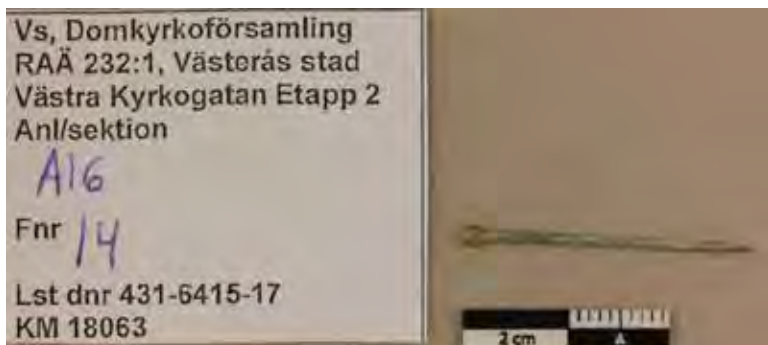 Vs, Domkyrkoförsamling
RAÄ 232:1, Västerås stad
Västra Kyrkogatan Etapp 2
Anl/sektion
A16
Fnr 14
Lst dnr 431-6415-17
KM 18063
2 cm